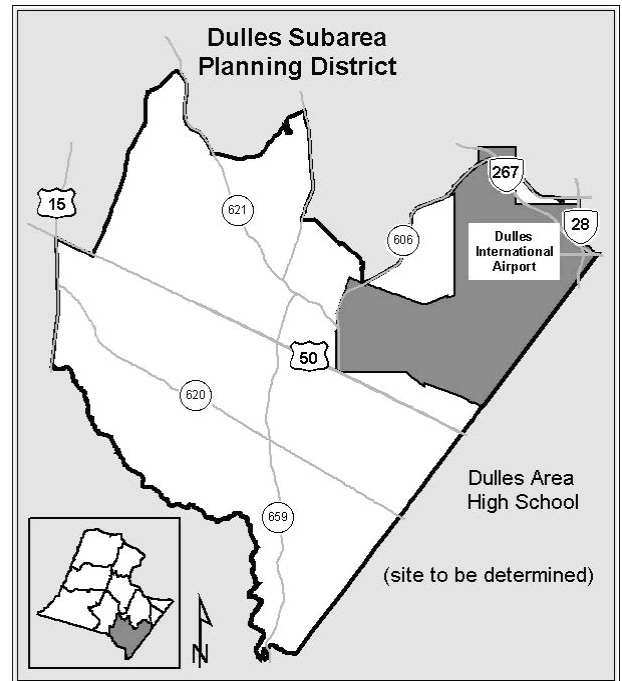 Dulles Subarea
Planning District
267
15
621
28
606
Dulles
International
Airport
50
620
Dulles Area
High School
659
(site to be determined)
N